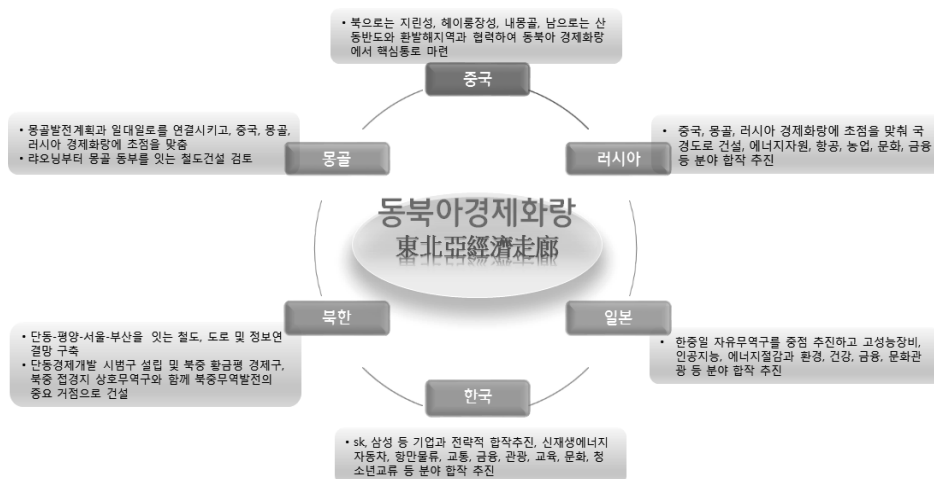 • 북으로는 지린성, 헤이룽장성, 내몽골, 남으로는 산
동반도와 환발해지역과 협력하여 동북아 경제화랑
에서 핵심통로 마련
중국
• 몽골발전계획과 일대일로를 연결시키고, 중국, 몽골,
러시아 경제화랑에 초점을 맞춤
• 랴오닝부터 몽골 동부를 잇는 철도건설 검토
몽골
러시아
• 중국, 몽골, 러시아 경제화랑에 초점을 맞춰 국
경도로 건설, 에너지자원, 항공, 농업, 문화, 금융
등 분야 합작 추진
동북아경제화랑
東北亞經濟走廊
북한
• 단동-평양-서울-부산을 잇는 철도, 도로 및 정보연
결망 구축
• 단동경제개발 시범구 설립 및 북중 황금평 경제구,
북중 접경지 상호무역구와 함께 북중무역발전의
중요 거점으로 건설
일본
• 한중일 자유무역구를 중점 추진하고 고성능장비,
인공지능, 에너지절감과 환경, 건강, 금융, 문화관
광 등 분야 합작 추진
한국
• sk, 삼성 등 기업과 전략적 합작추진, 신재생에너지
자동차, 항만물류, 교통, 금융, 관광, 교육, 문화, 청
소년교류 등 분야 합작 추진